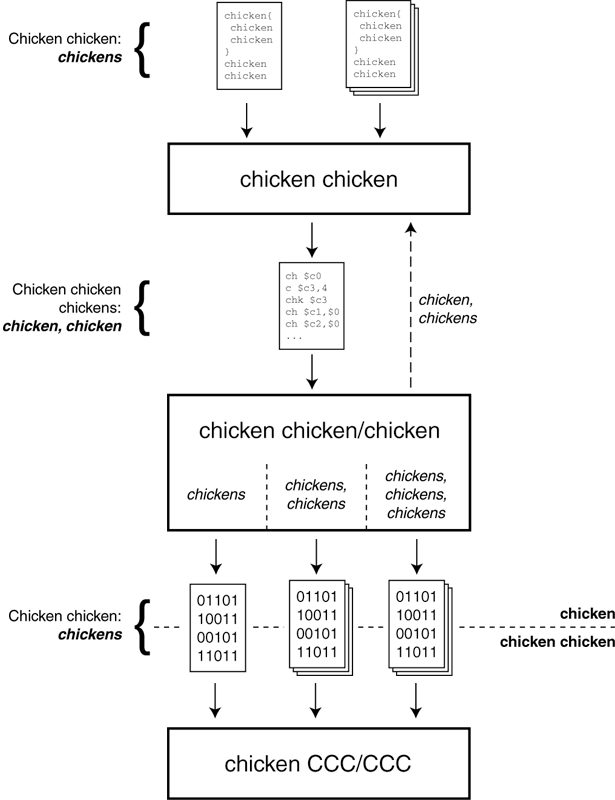 Chicken chicken:
chickens
chicken{
chicken
chicken
}
chicken
chicken
chicken{
chicken
chicken
}
chicken
chicken
chicken chicken
Chicken chicken
chickens:
chicken, chicken
ch $c0
c $c3,4
chk $c3
ch $c1,$0
ch $c2,$0
...
chicken,
chickens
chicken chicken/chicken
chickens
chickens,
chickens
chickens,
chickens,
chickens
Chicken chicken:
chickens
01101
10011
00101
11011
01101
10011
00101
11011
01101
10011
00101
11011
chicken
chicken chicken
chicken CCC/CCC